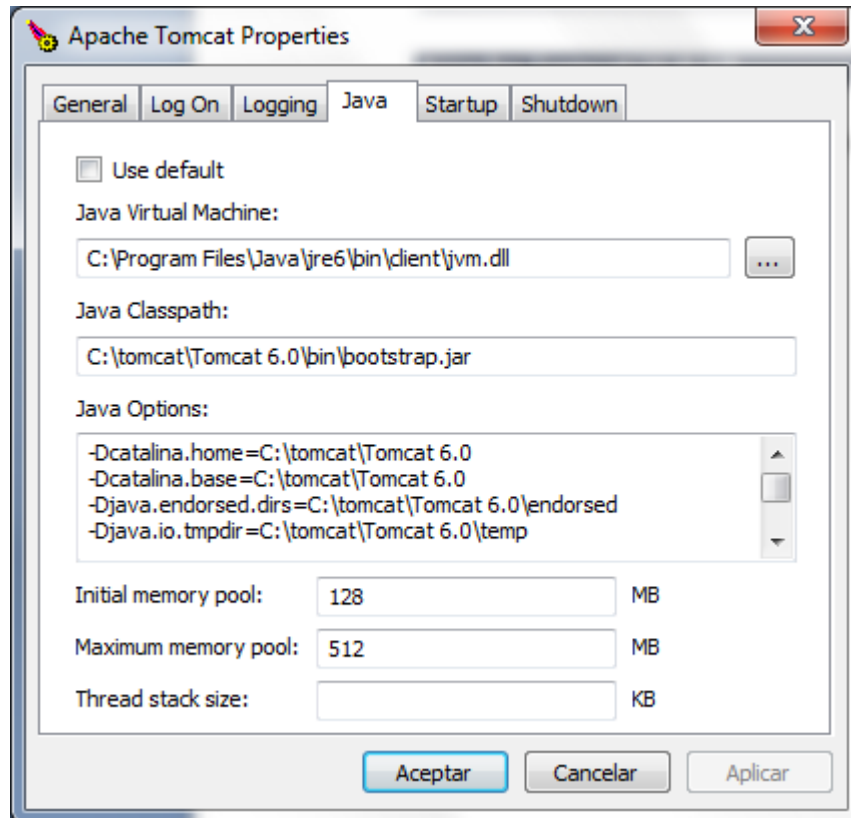 Apache Tomcat Properties
General Log On Logging Java Startup Shutdown
Use default
Java Virtual Machine:
C:\Program Files\Java\jre6\bin\client\jvm.dll ...
Java Classpath:
C:\tomcat\Tomcat 6.0\bin\bootstrap.jar
Java Options:
-Dcatalina.home=C:\tomcat\Tomcat 6.0
-Dcatalina.base=C:\tomcat\Tomcat 6.0
-Djava.endorsed.dirs=C:\tomcat\Tomcat 6.0\endorsed
-Djava.io.tmpdir=C:\tomcat\Tomcat 6.0\temp
Initial memory pool: 128 MB
Maximum memory pool: 512 MB
Thread stack size: KB
Aceptar Cancelar Aplicar